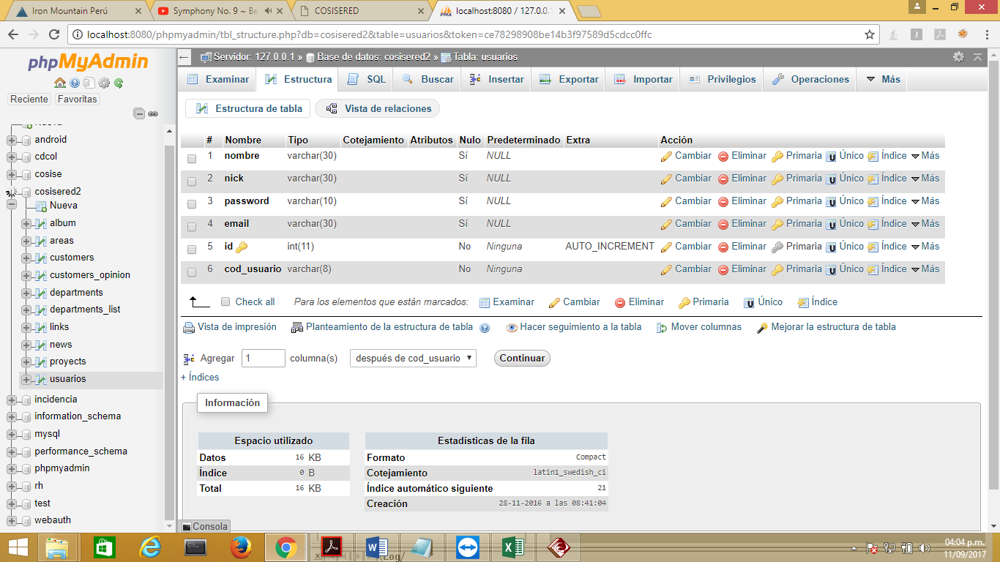 Iron Mountain Perú
Symphony No. 9 ~ Be
COSISERED
PMA localhost:8080 / 127.0.0.1
localhost:8080/phpmyadmin/tbl_structure.php?db=cosisered2&table=usuarios&token=ce78298908be14b3f97589d5cdcc0ffc
phpMyAdmin
Reciente Favoritas
Nueva
android
cdcol
cosise
cosisered2
Nueva
album
areas
customers
customers_opinion
departments
departments_list
links
news
proyects
usuarios
incidencia
information_schema
mysql
performance_schema
phpmyadmin
rh
test
webauth
Servidor: 127.0.0.1 » Base de datos: cosisered2 » Tabla: usuarios
Examinar Estructura SQL Buscar Insertar Exportar Importar Privilegios Operaciones Más
Estructura de tabla Vista de relaciones
# Nombre Tipo Cotejamiento Atributos Nulo Predeterminado Extra Acción
1 nombre varchar(30) Sí NULL Cambiar Eliminar Primaria Único Índice Más
2 nick varchar(30) Sí NULL Cambiar Eliminar Primaria Único Índice Más
3 password varchar(10) Sí NULL Cambiar Eliminar Primaria Único Índice Más
4 email varchar(30) Sí NULL Cambiar Eliminar Primaria Único Índice Más
5 id int(11) No Ninguna AUTO_INCREMENT Cambiar Eliminar Primaria Único Índice Más
6 cod_usuario varchar(8) No Ninguna Cambiar Eliminar Primaria Único Índice Más
Check all Para los elementos que están marcados: Examinar Cambiar Eliminar Primaria Único Índice
Vista de impresión Planteamiento de la estructura de tabla Hacer seguimiento a la tabla Mover columnas Mejorar la estructura de tabla
Agregar 1 columna(s) después de cod_usuario Continuar
+ Índices
Información
Espacio utilizado
Datos 16 KB
Índice 0 B
Total 16 KB
Estadísticas de la fila
Formato Compact
Cotejamiento latin1_swedish_ci
Índice automático siguiente 21
Creación 28-11-2016 a las 08:41:04
Consola
\Log/
04:04 p.m.
11/09/2017